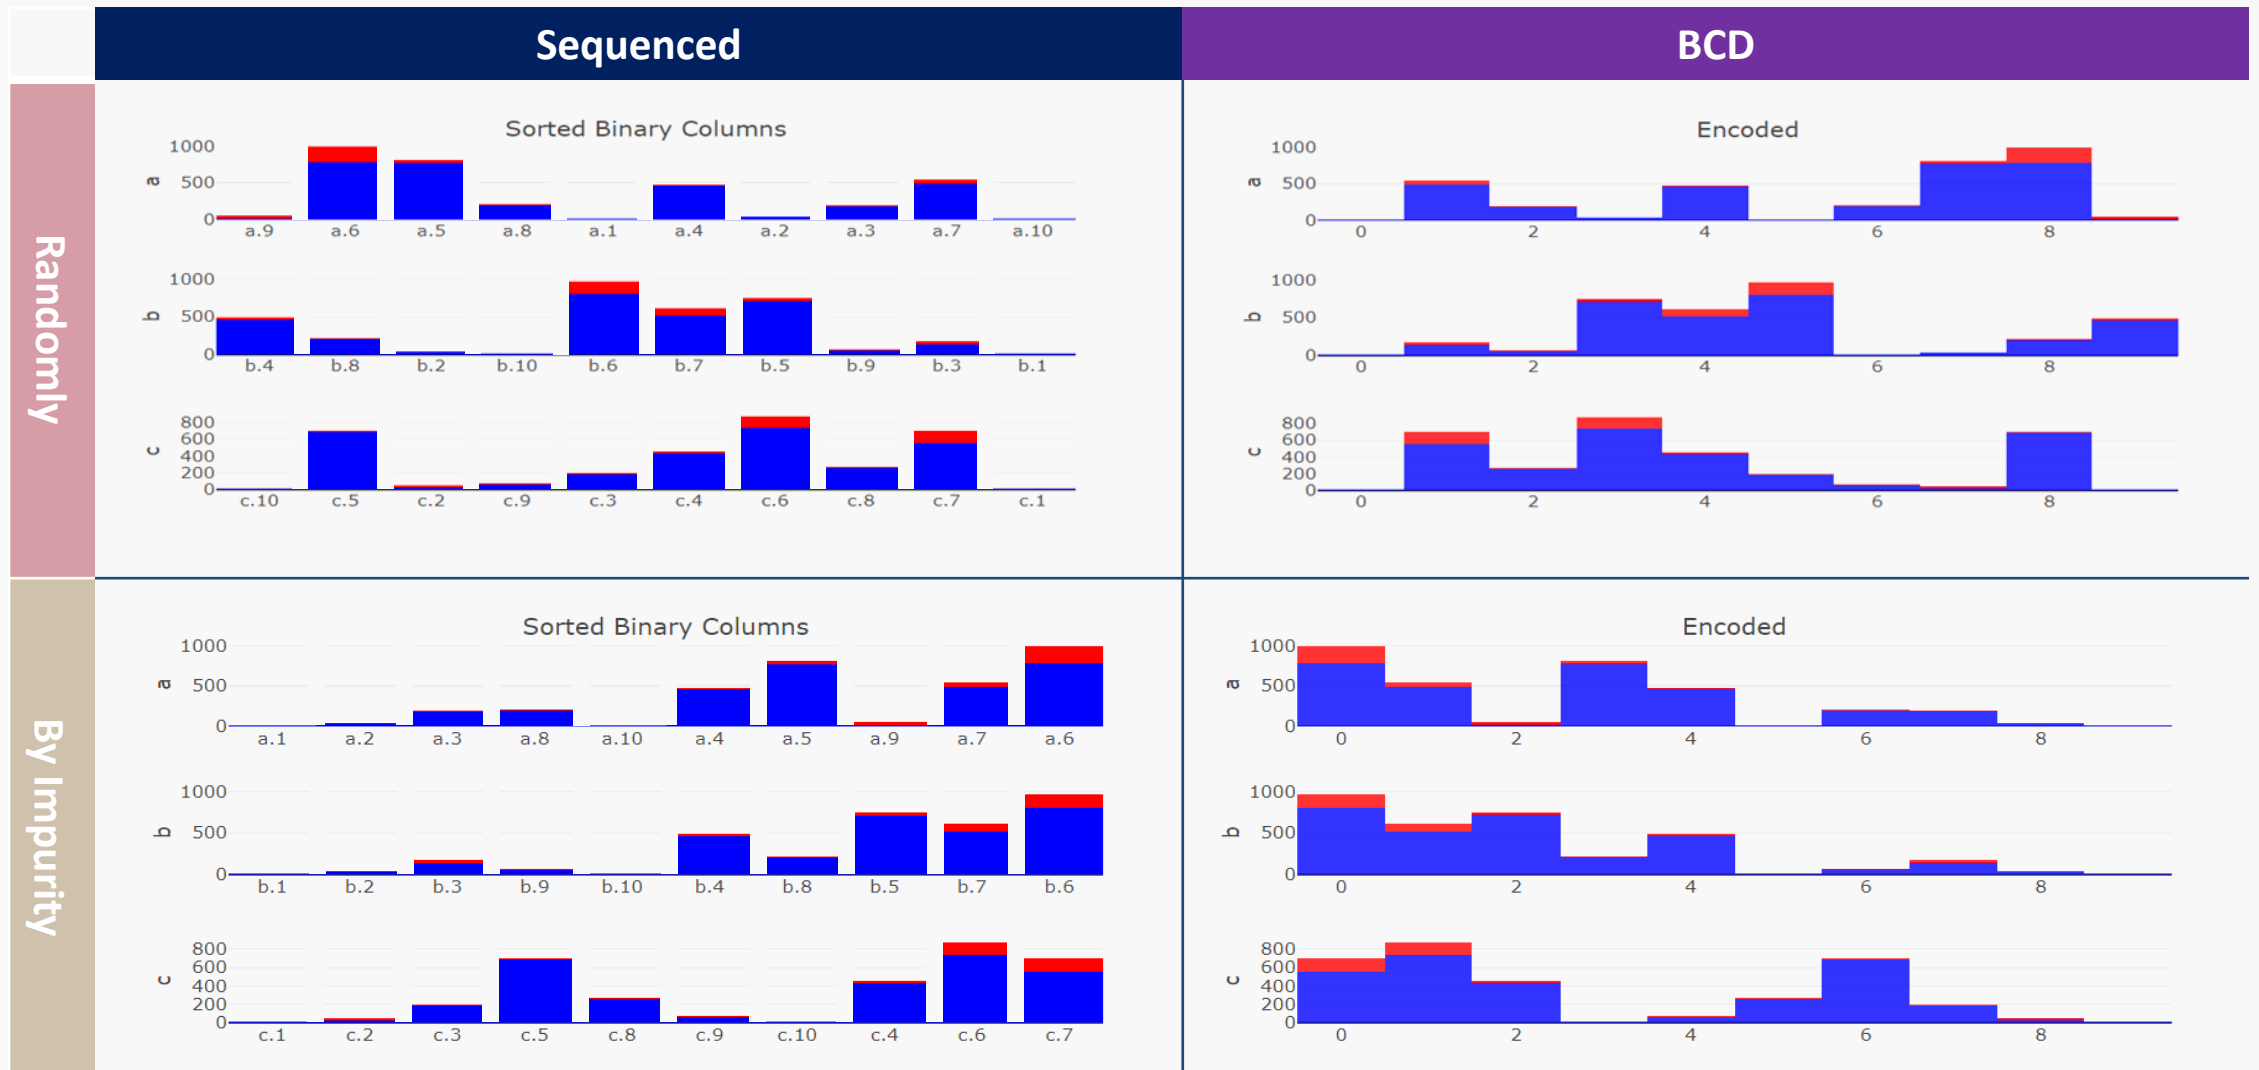 Sequenced
BCD
Randomly
Sorted Binary Columns
a
1000
500
0
a.9 a.6 a.5 a.8 a.1 a.4 a.2 a.3 a.7 a.10
b
1000
500
0
b.4 b.8 b.2 b.10 b.6 b.7 b.5 b.9 b.3 b.1
c
800
600
400
200
0
c.10 c.5 c.2 c.9 c.3 c.4 c.6 c.8 c.7 c.1
Encoded
a
1000
500
0
0 2 4 6 8
b
1000
500
0
0 2 4 6 8
c
800
600
400
200
0
0 2 4 6 8
By Impurity
Sorted Binary Columns
a
1000
500
0
a.1 a.2 a.3 a.8 a.10 a.4 a.5 a.9 a.7 a.6
b
1000
500
0
b.1 b.2 b.3 b.9 b.10 b.4 b.8 b.5 b.7 b.6
c
800
600
400
200
0
c.1 c.2 c.3 c.5 c.8 c.9 c.10 c.4 c.6 c.7
Encoded
a
1000
500
0
0 2 4 6 8
b
1000
500
0
0 2 4 6 8
c
800
600
400
200
0
0 2 4 6 8